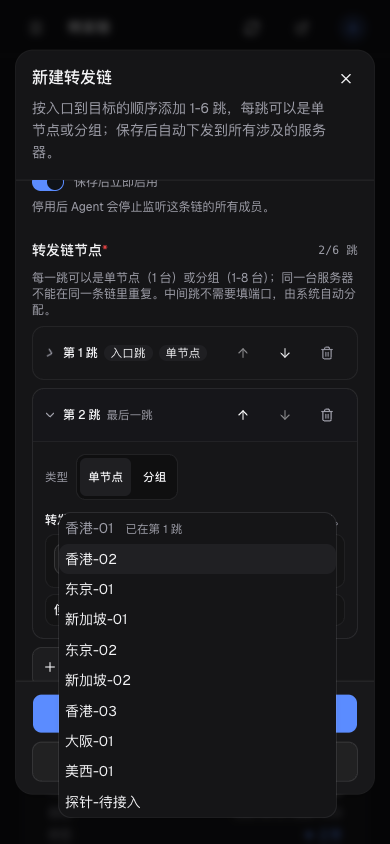 新建转发链
按入口到目标的顺序添加 1-6 跳，每跳可以是单
节点或分组；保存后自动下发到所有涉及的服务
器。
保存后立即启用
停用后 Agent 会停止监听这条链的所有成员。
转发链节点* 2/6 跳
每一跳可以是单节点（1 台）或分组（1-8 台）；同一台服务器
不能在同一条链里重复。中间跳不需要填端口，由系统自动分
配。
第 1 跳 入口跳 单节点
第 2 跳 最后一跳
类型 单节点 分组
转发
香港-01 已在第 1 跳
香港-02
东京-01
新加坡-01
东京-02
新加坡-02
香港-03
大阪-01
美西-01
探针-待接入